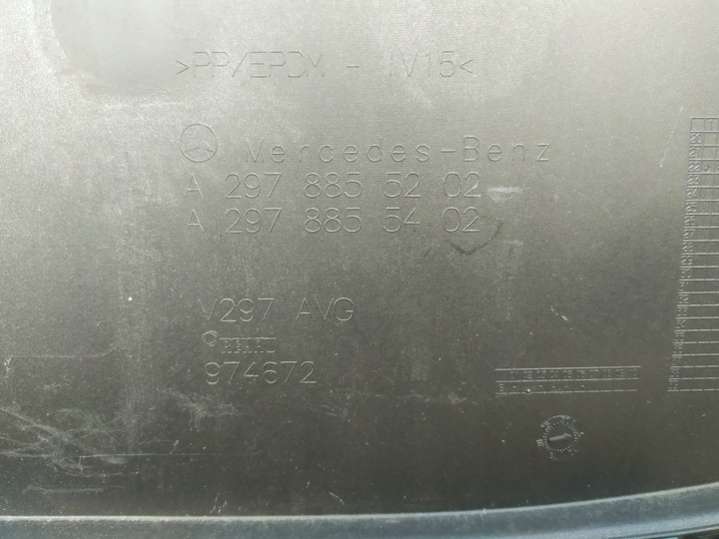 >PP/EPDM - TV15<
Mercedes-Benz
A 297 885 52 02
A 297 885 54 02
V297 AVG
974672